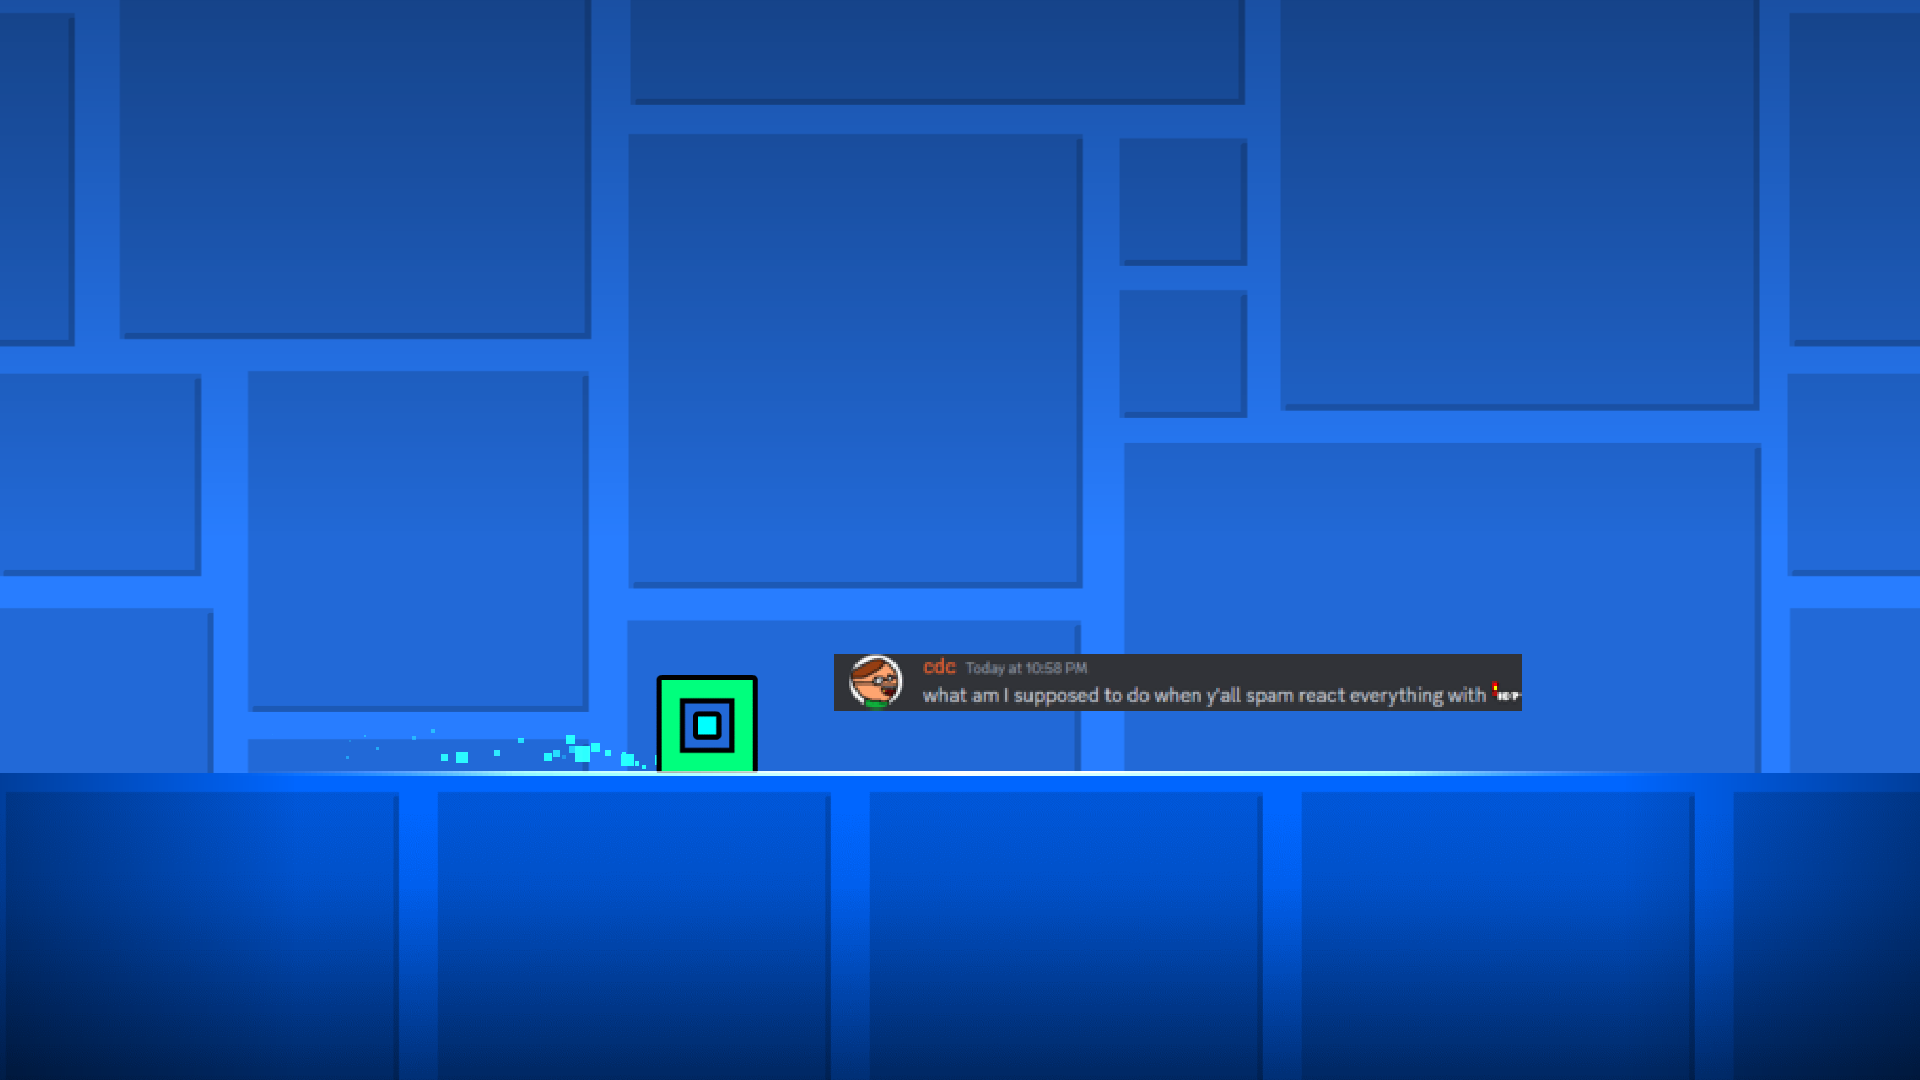 cdc Today at 10:58 PM
what am I supposed to do when y'all spam react everything with